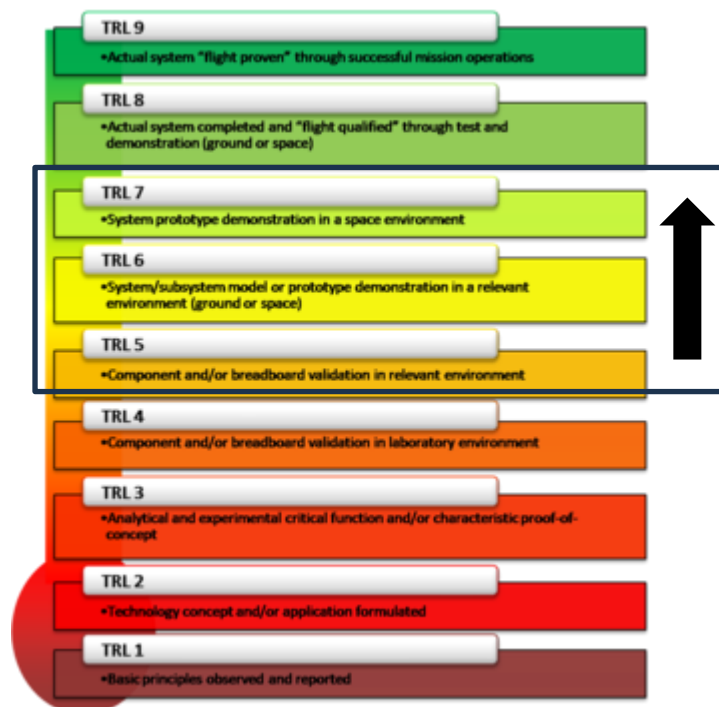 TRL 9
•Actual system “flight proven” through successful mission operations
TRL 8
•Actual system completed and “flight qualified” through test and
demonstration (ground or space)
TRL 7
•System prototype demonstration in a space environment
TRL 6
•System/subsystem model or prototype demonstration in a relevant
environment (ground or space)
TRL 5
•Component and/or breadboard validation in relevant environment
TRL 4
•Component and/or breadboard validation in laboratory environment
TRL 3
•Analytical and experimental critical function and/or characteristic proof-of-
concept
TRL 2
•Technology concept and/or application formulated
TRL 1
•Basic principles observed and reported